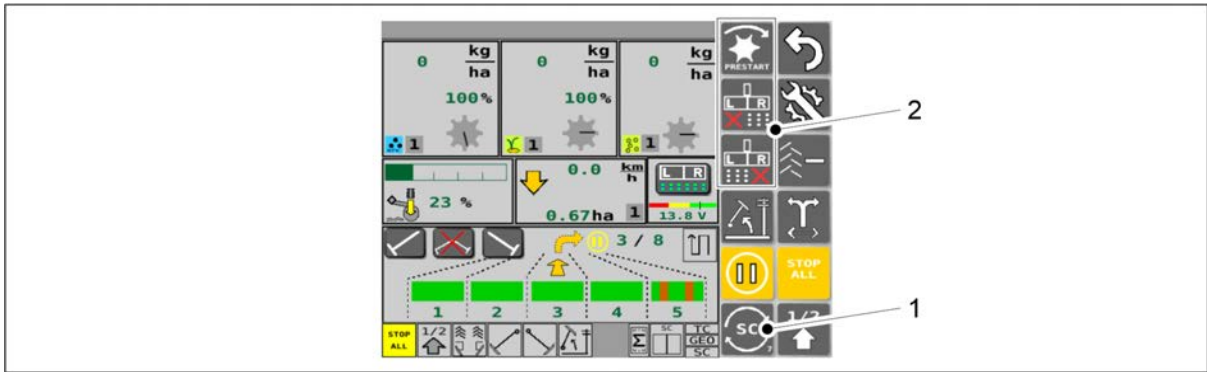 0 kg ha 100% 1
0 kg ha 100% 1
0 kg ha 1
23 %
0.0 km h
0.67ha 1
L R
13.8 V
3 / 8
1 2 3 4 5
STOP ALL
1/2
Σ
SC
TC
GEO
SC
PRESTART
L R
L R
STOP ALL
SC 7
1/2
2
1